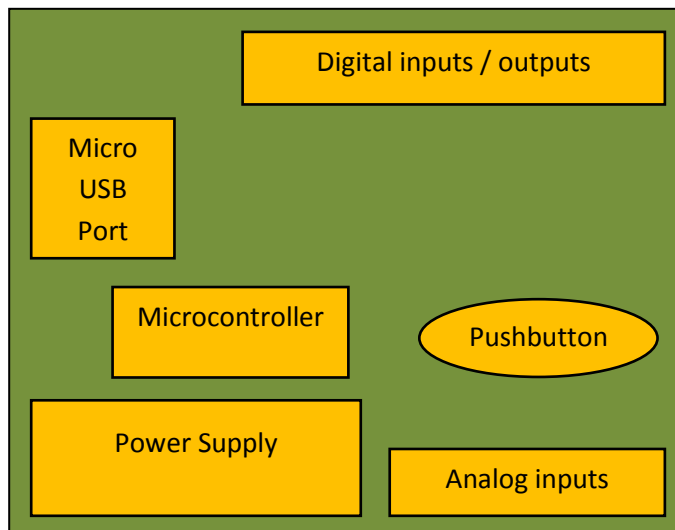 Digital inputs / outputs
Micro
USB
Port
Microcontroller
Pushbutton
Power Supply
Analog inputs